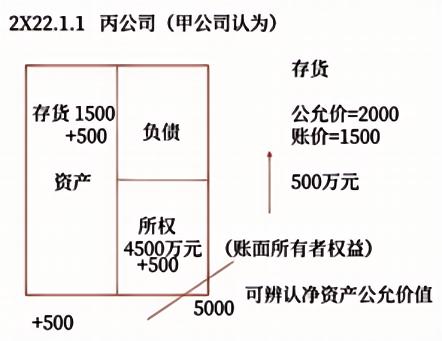 2X22.1.1 丙公司（甲公司认为）
存货
存货 1500
+500
负债
公允价=2000
账价=1500
资产
500万元
所权
4500万元
+500
（账面所有者权益）
5000
可辨认净资产公允价值
+500